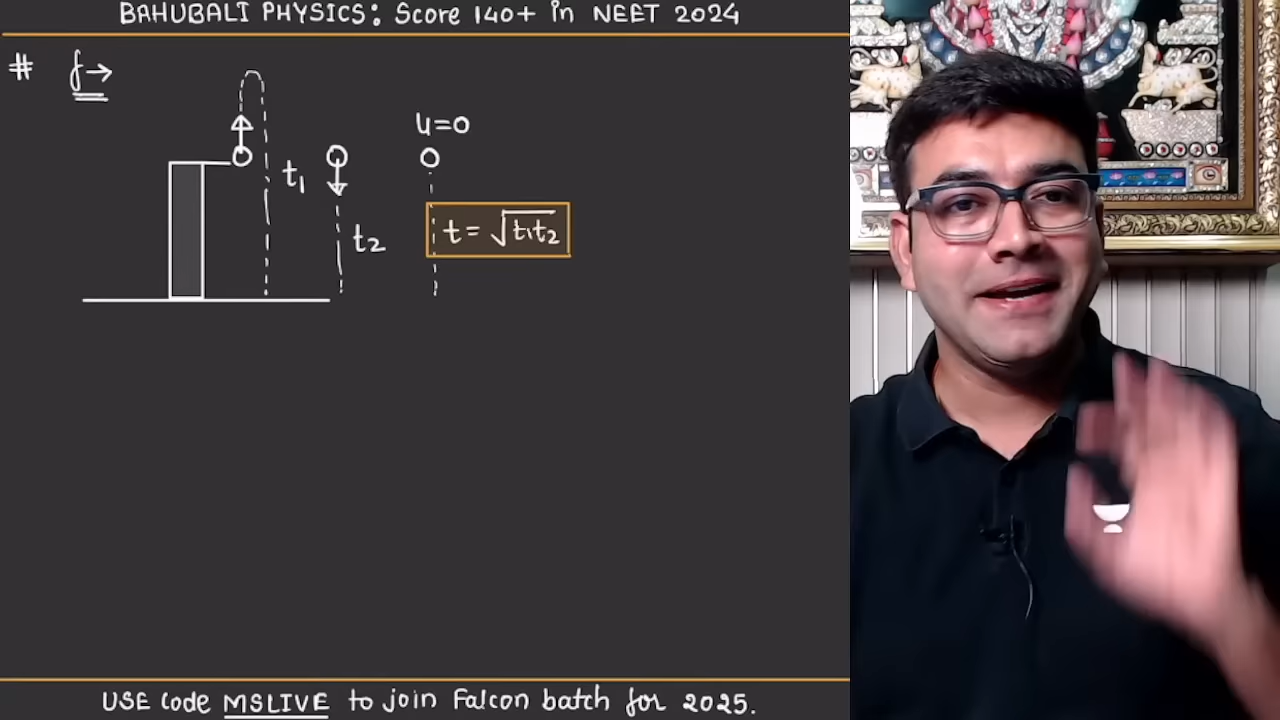 BAHUBALI PHYSICS: Score 140+ in NEET 2024
# f→
u=0
t1
t2
t = √t1t2
USE Code MSLIVE to join Falcon batch for 2025.